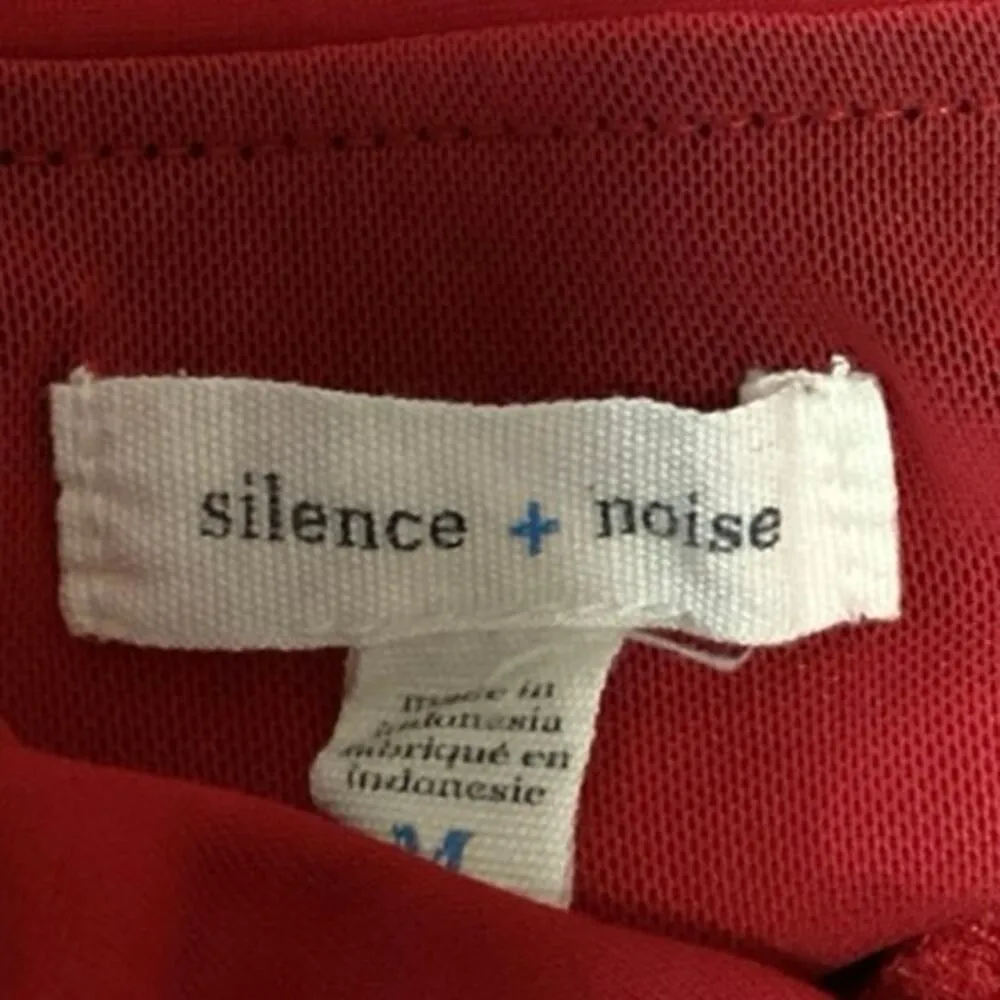 silence + noise
made in
indonesia
fabriqué en
indonesie
M